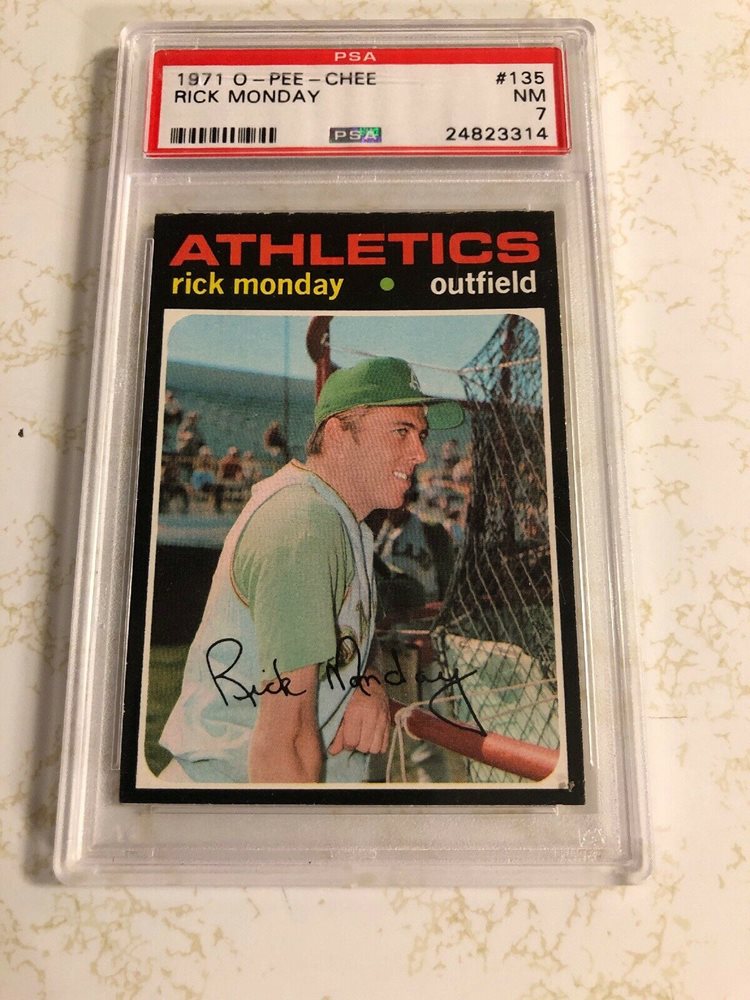 PSA
1971 O-PEE-CHEE #135
RICK MONDAY NM
7
PSA 24823314
ATHLETICS
rick monday • outfield
A
Rick Monday